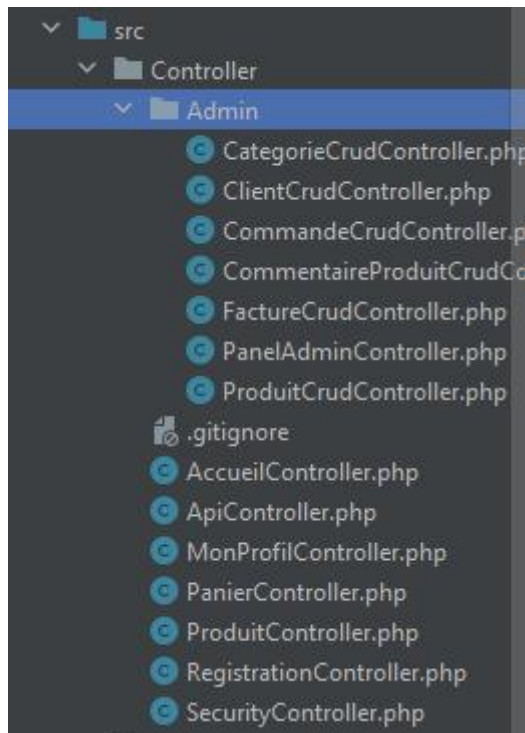 src
Controller
Admin
CategorieCrudController.php
ClientCrudController.php
CommandeCrudController.p
CommentaireProduitCrudCo
FactureCrudController.php
PanelAdminController.php
ProduitCrudController.php
.gitignore
AccueilController.php
ApiController.php
MonProfilController.php
PanierController.php
ProduitController.php
RegistrationController.php
SecurityController.php